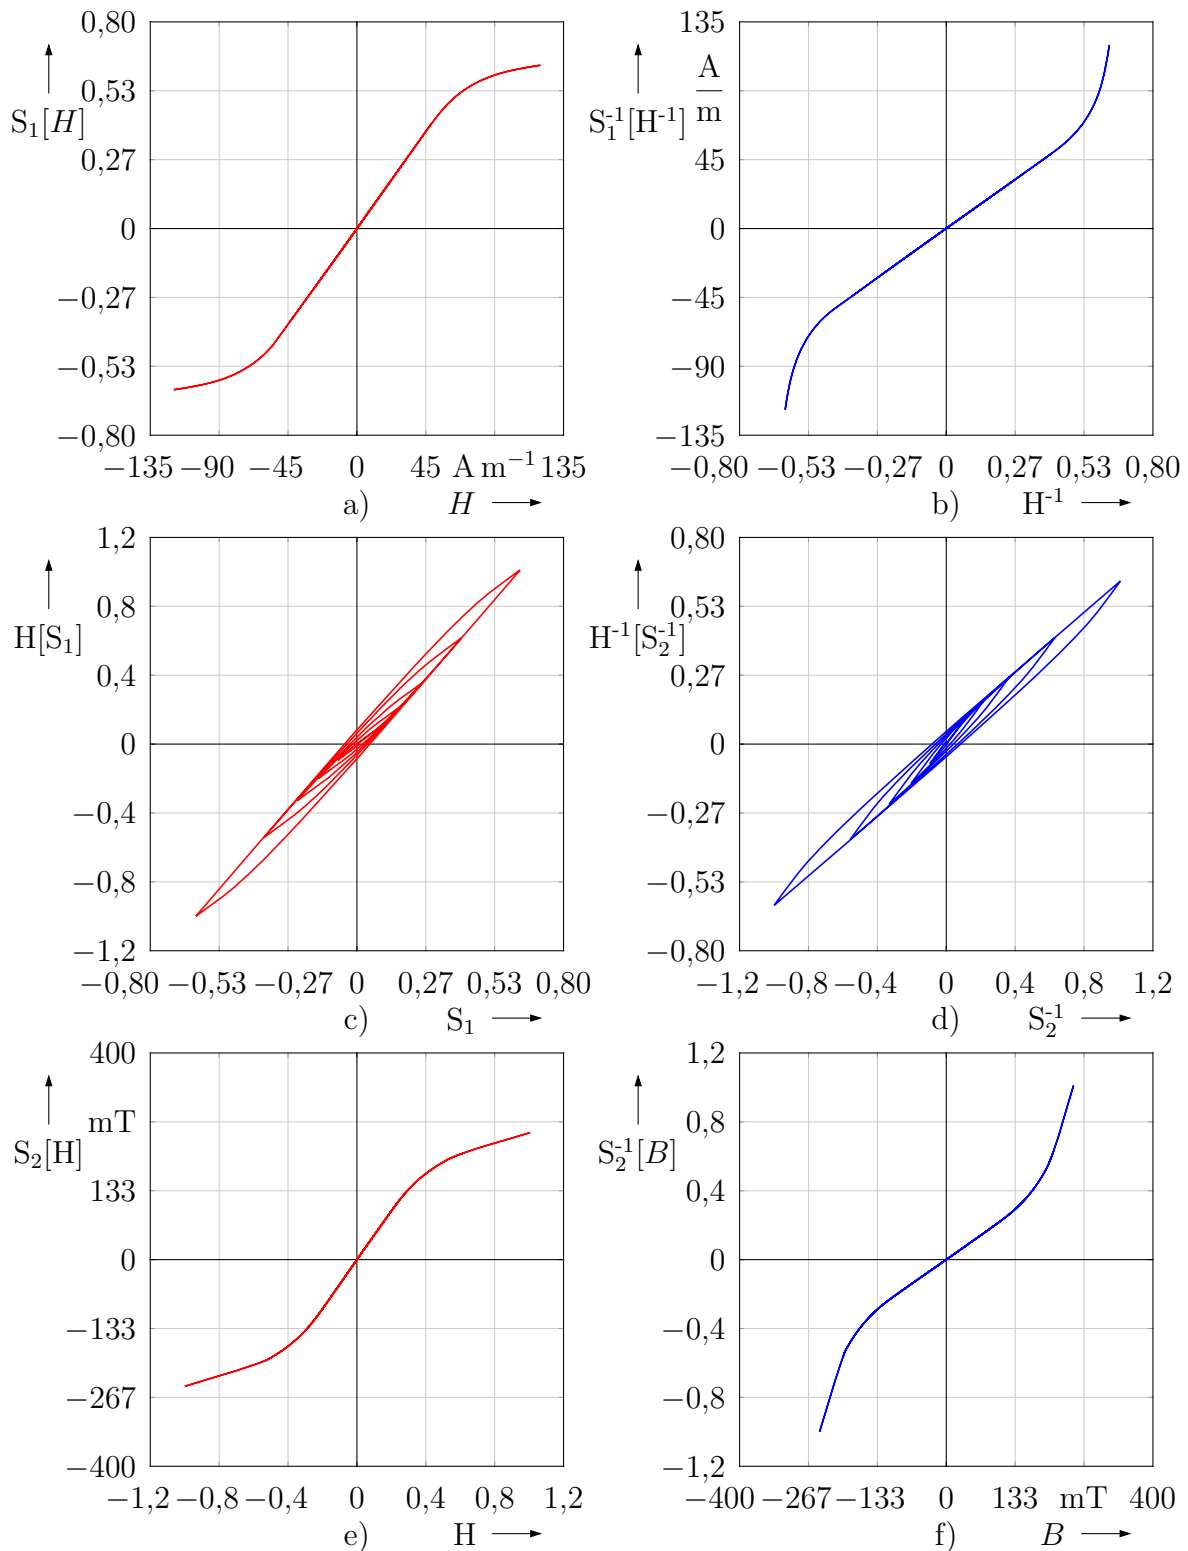 0,80
0,53
S₁[H]
0,27
0
−0,27
−0,53
−0,80
−135 −90 −45 0 45 A m⁻¹ 135
H
a)
135
A
m
S₁⁻¹[H⁻¹]
45
0
−45
−90
−135
−0,80 −0,53 −0,27 0 0,27 0,53 0,80
H⁻¹
b)
1,2
0,8
H[S₁]
0,4
0
−0,4
−0,8
−1,2
−0,80 −0,53 −0,27 0 0,27 0,53 0,80
S₁
c)
0,80
0,53
H⁻¹[S₂⁻¹]
0,27
0
−0,27
−0,53
−0,80
−1,2 −0,8 −0,4 0 0,4 0,8 1,2
S₂⁻¹
d)
400
mT
S₂[H]
133
0
−133
−267
−400
−1,2 −0,8 −0,4 0 0,4 0,8 1,2
H
e)
1,2
0,8
S₂⁻¹[B]
0,4
0
−0,4
−0,8
−1,2
−400 −267 −133 0 133 mT 400
B
f)